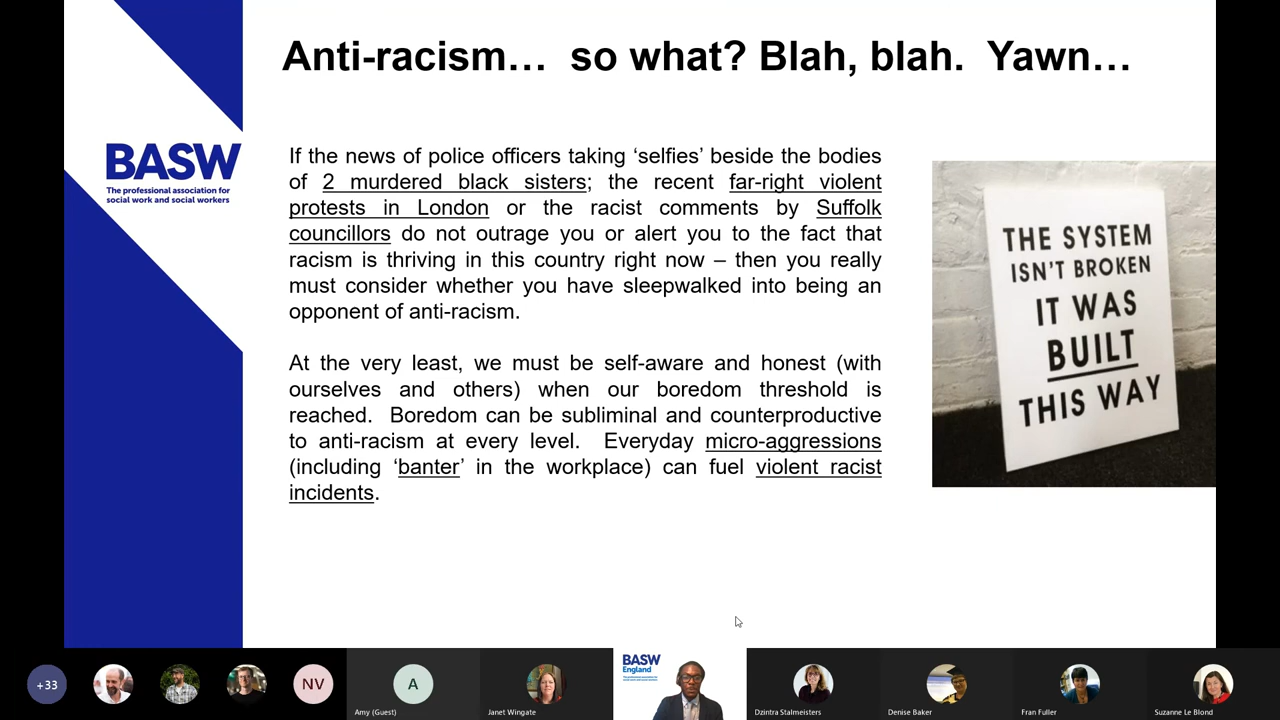 Anti-racism… so what? Blah, blah. Yawn…
BASW
The professional association for
social work and social workers
If the news of police officers taking ‘selfies’ beside the bodies
of 2 murdered black sisters; the recent far-right violent
protests in London or the racist comments by Suffolk
councillors do not outrage you or alert you to the fact that
racism is thriving in this country right now – then you really
must consider whether you have sleepwalked into being an
opponent of anti-racism.
At the very least, we must be self-aware and honest (with
ourselves and others) when our boredom threshold is
reached. Boredom can be subliminal and counterproductive
to anti-racism at every level. Everyday micro-aggressions
(including ‘banter’ in the workplace) can fuel violent racist
incidents.
THE SYSTEM
ISN'T BROKEN
IT WAS
BUILT
THIS WAY
+33
NV
A
Amy (Guest)
Janet Wingate
BASW
England
Dzintra Stalmeisters
Denise Baker
Fran Fuller
Suzanne Le Blond